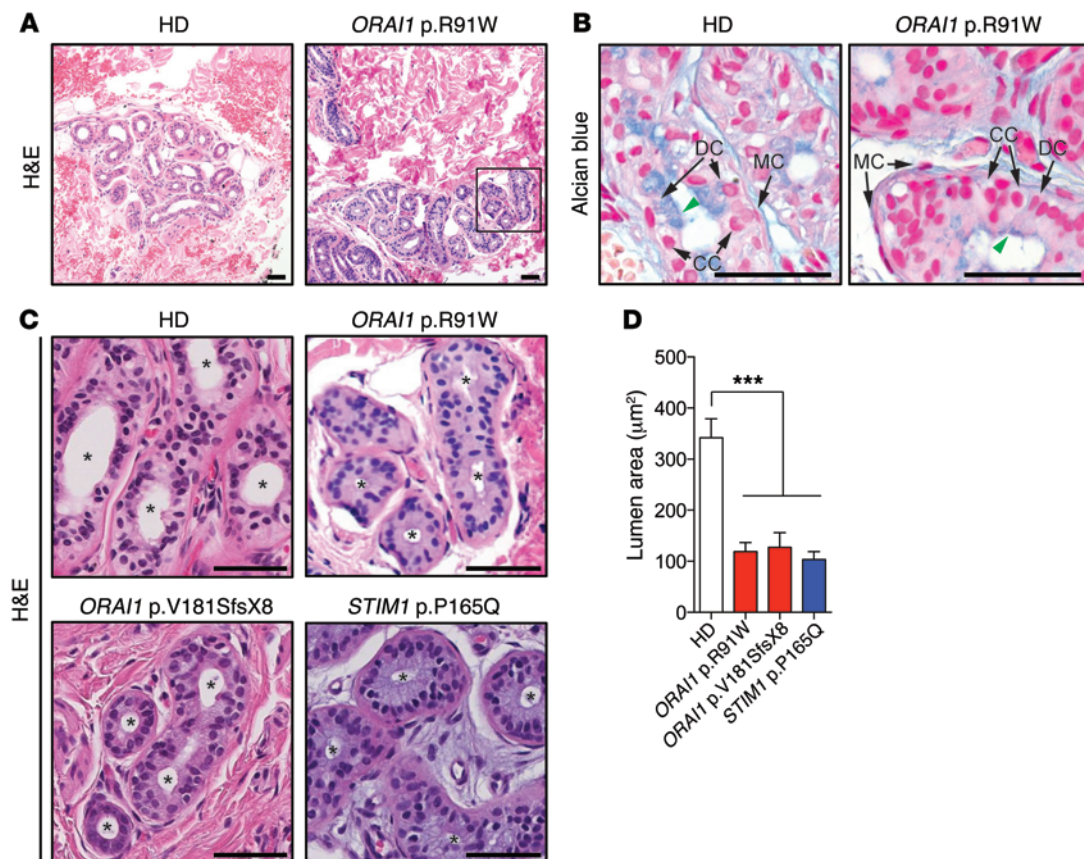 A
HD
ORAI1 p.R91W
H&E
B
HD
ORAI1 p.R91W
Alcian blue
DC
MC
CC
MC
CC
DC
C
HD
ORAI1 p.R91W
H&E
*
*
*
*
*
*
*
*
ORAI1 p.V181SfsX8
STIM1 p.P165Q
*
*
*
*
*
*
*
*
D
Lumen area (µm²)
500
400
300
200
100
0
***
HD
ORAI1 p.R91W
ORAI1 p.V181SfsX8
STIM1 p.P165Q